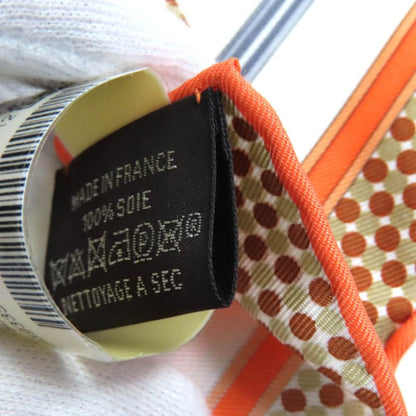 MADE IN FRANCE
100% SOIE
NETTOYAGE A SEC